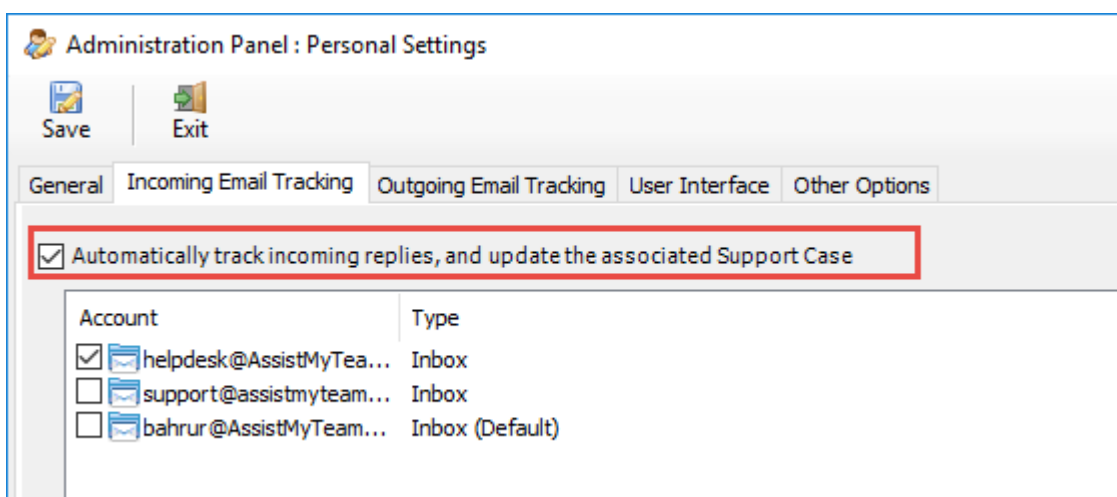 Administration Panel : Personal Settings
Save Exit
General Incoming Email Tracking Outgoing Email Tracking User Interface Other Options
Automatically track incoming replies, and update the associated Support Case
Account Type
helpdesk@AssistMyTea... Inbox
support@assistmyteam... Inbox
bahrur@AssistMyTeam... Inbox (Default)